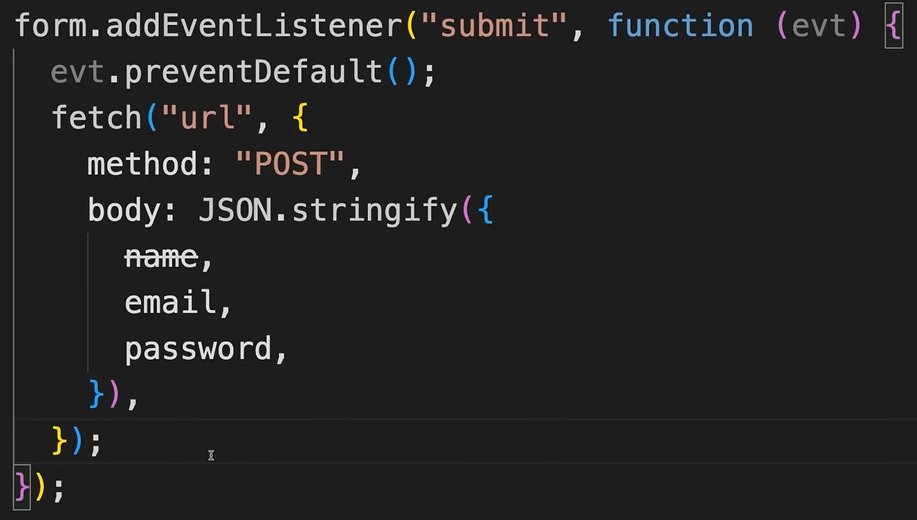 form.addEventListener("submit", function (evt) {
  evt.preventDefault();
  fetch("url", {
    method: "POST",
    body: JSON.stringify({
      name,
      email,
      password,
    }),
  });
});